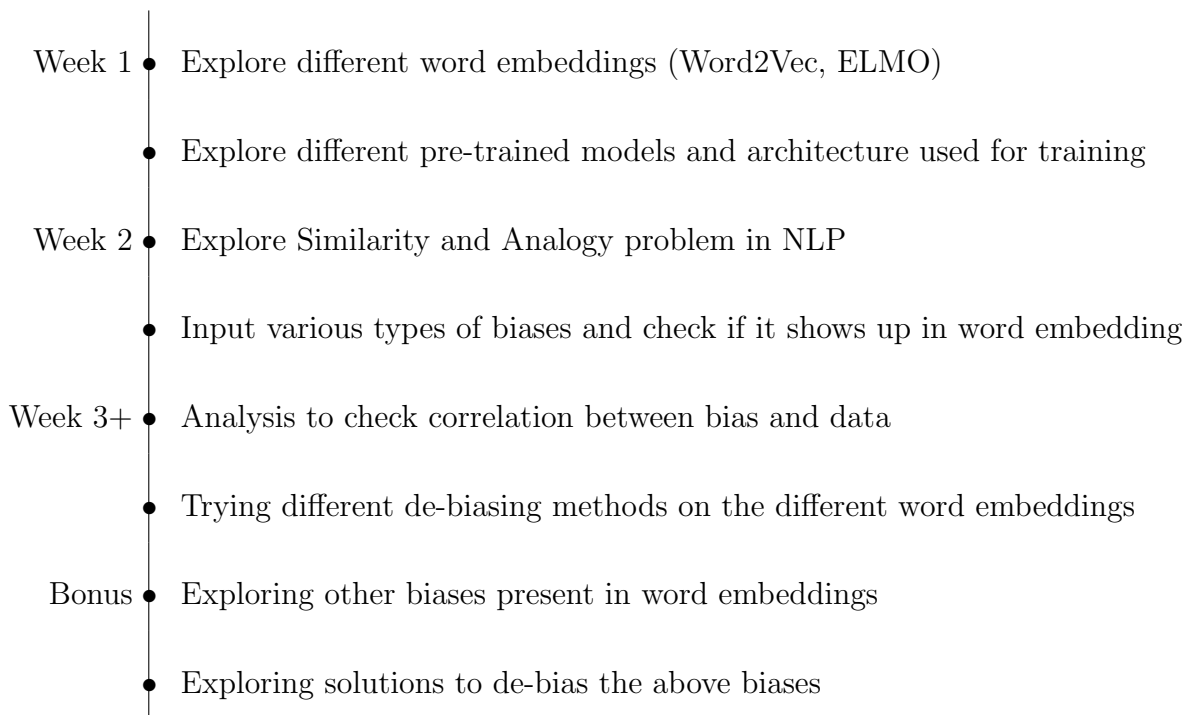 Week 1 • Explore different word embeddings (Word2Vec, ELMO)
• Explore different pre-trained models and architecture used for training
Week 2 • Explore Similarity and Analogy problem in NLP
• Input various types of biases and check if it shows up in word embedding
Week 3+ • Analysis to check correlation between bias and data
• Trying different de-biasing methods on the different word embeddings
Bonus • Exploring other biases present in word embeddings
• Exploring solutions to de-bias the above biases